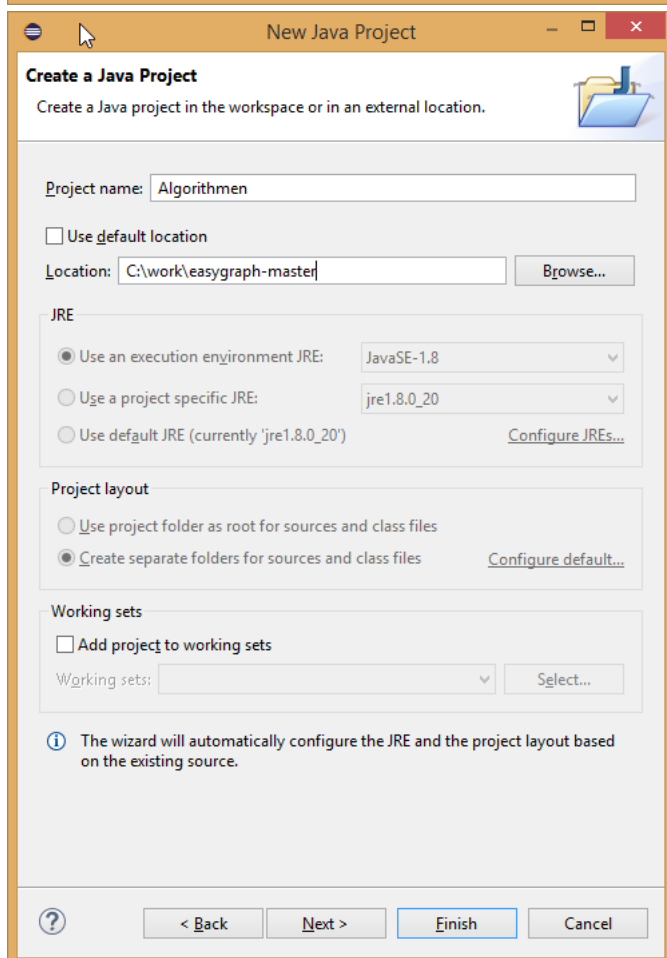 New Java Project
Create a Java Project
Create a Java project in the workspace or in an external location.
Project name: Algorithmen
Use default location
Location: C:\work\easygraph-master Browse...
JRE
Use an execution environment JRE: JavaSE-1.8
Use a project specific JRE: jre1.8.0_20
Use default JRE (currently 'jre1.8.0_20') Configure JREs...
Project layout
Use project folder as root for sources and class files
Create separate folders for sources and class files Configure default...
Working sets
Add project to working sets
Working sets: Select...
The wizard will automatically configure the JRE and the project layout based
on the existing source.
? < Back Next > Finish Cancel